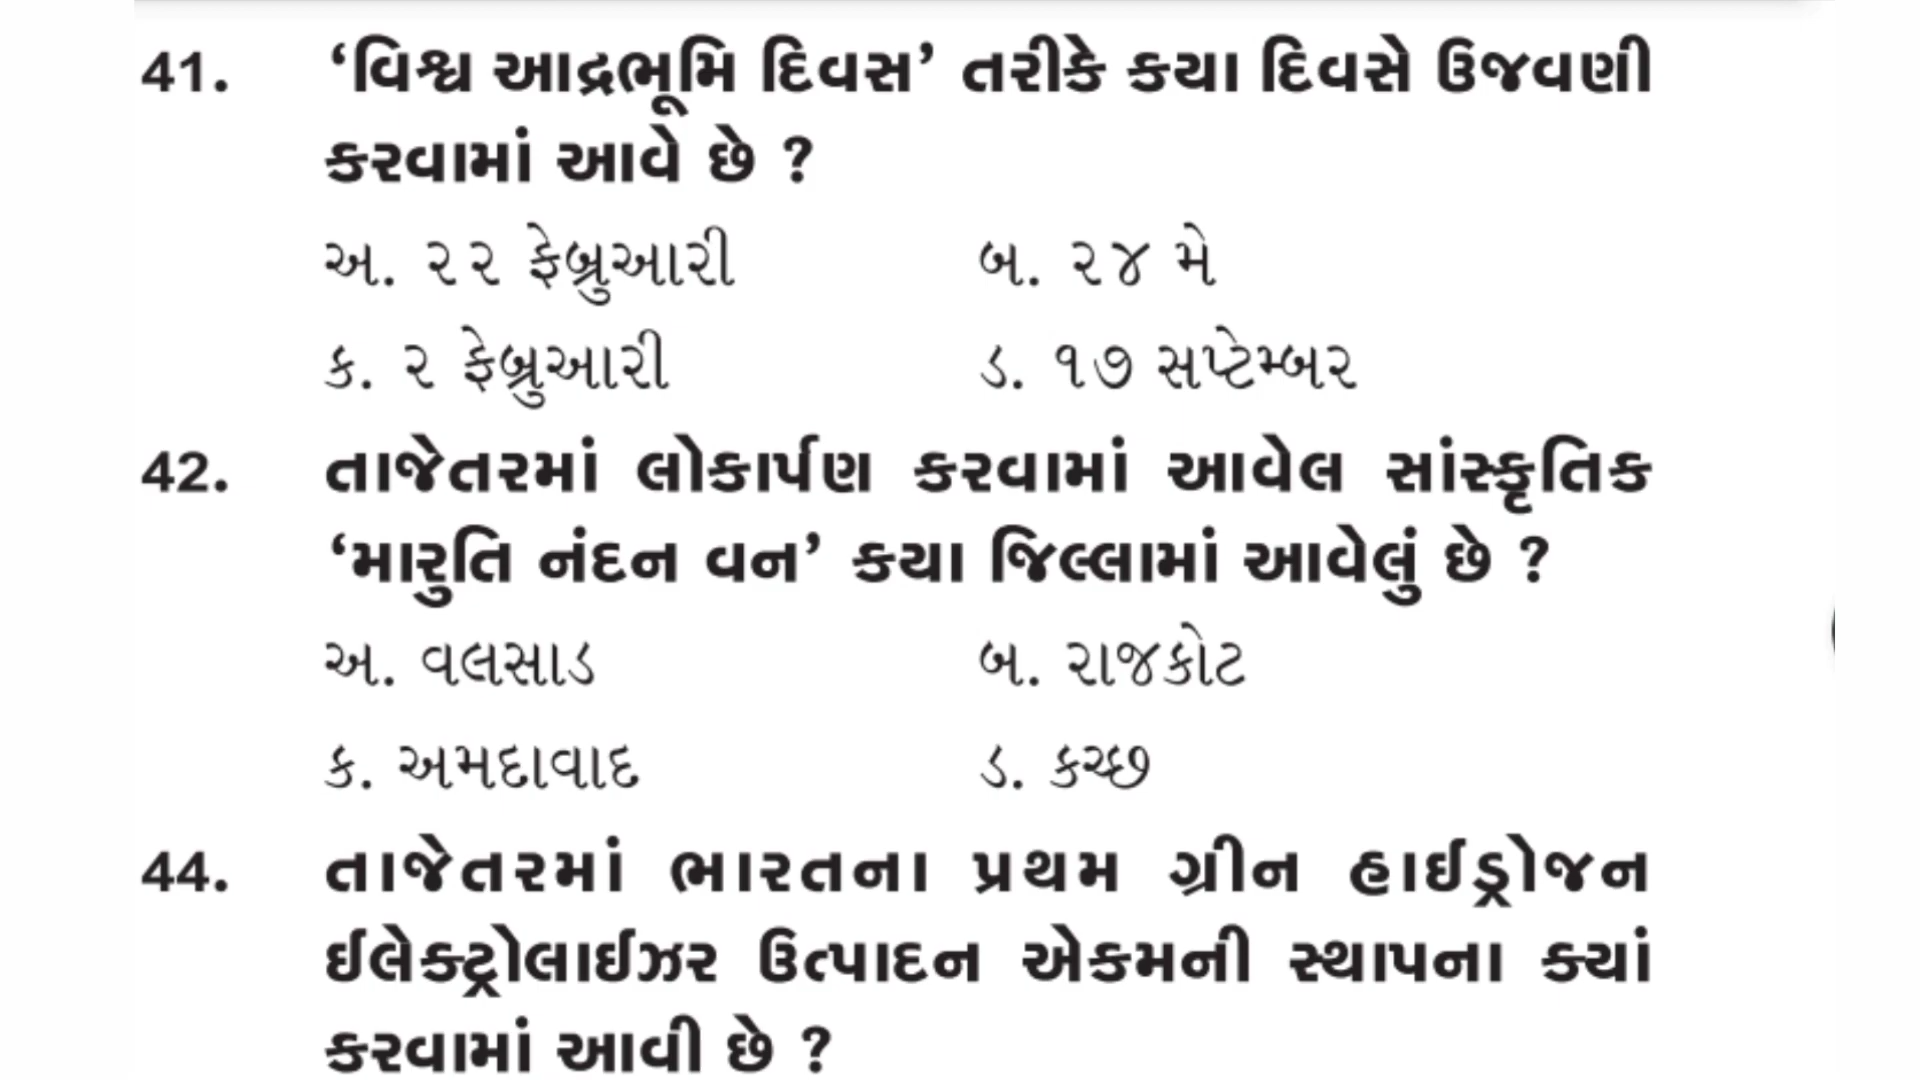 41. ‘વિશ્વ આદ્રભૂમિ દિવસ’ તરીકે કયા દિવસે ઉજવણી
કરવામાં આવે છે ?
અ. ૨૨ ફેબ્રુઆરી બ. ૨૪ મે
ક. ૨ ફેબ્રુઆરી ડ. ૧૭ સપ્ટેમ્બર
42. તાજેતરમાં લોકાર્પણ કરવામાં આવેલ સાંસ્કૃતિક
‘મારુતિ નંદન વન’ કયા જિલ્લામાં આવેલું છે ?
અ. વલસાડ બ. રાજકોટ
ક. અમદાવાદ ડ. કચ્છ
44. તાજેતરમાં ભારતના પ્રથમ ગ્રીન હાઈડ્રોજન
ઈલેક્ટ્રોલાઈઝર ઉત્પાદન એકમની સ્થાપના ક્યાં
કરવામાં આવી છે ?